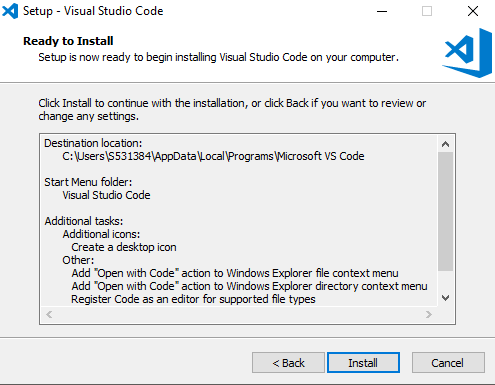 Setup - Visual Studio Code
Ready to Install
Setup is now ready to begin installing Visual Studio Code on your computer.
Click Install to continue with the installation, or click Back if you want to review or
change any settings.
Destination location:
C:\Users\S531384\AppData\Local\Programs\Microsoft VS Code
Start Menu folder:
Visual Studio Code
Additional tasks:
Additional icons:
Create a desktop icon
Other:
Add "Open with Code" action to Windows Explorer file context menu
Add "Open with Code" action to Windows Explorer directory context menu
Register Code as an editor for supported file types
< Back
Install
Cancel